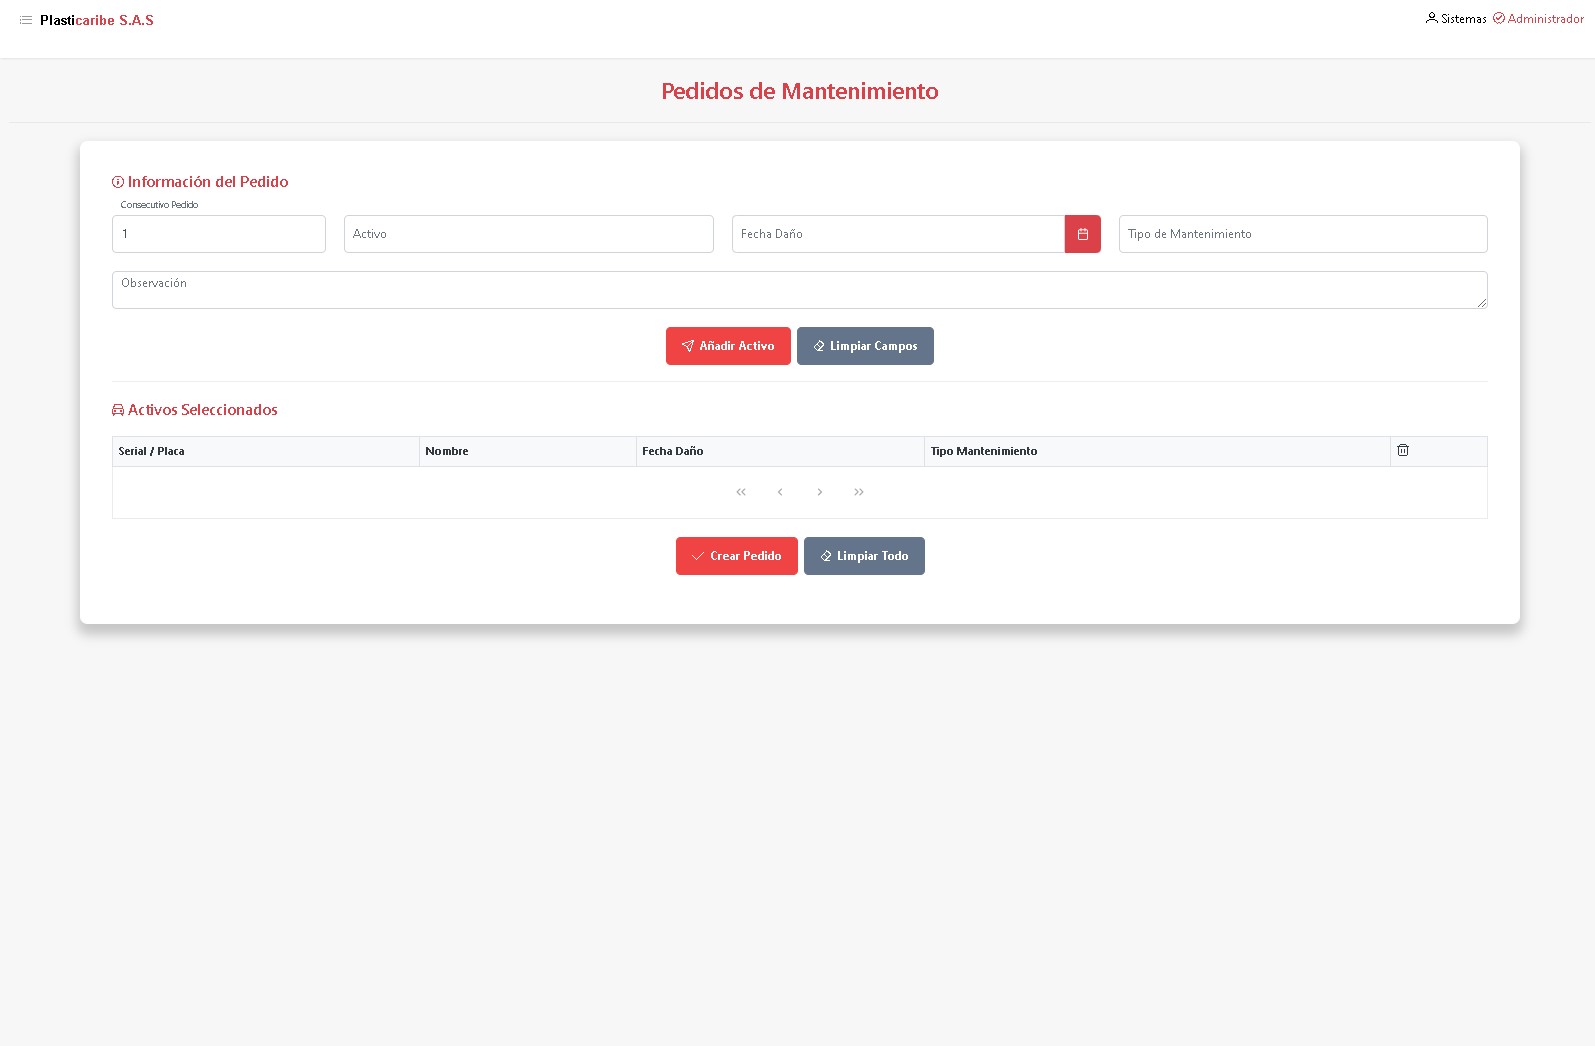 Plasticaribe S.A.S
Sistemas Administrador
Pedidos de Mantenimiento
Información del Pedido
Consecutivo Pedido
1 Activo Fecha Daño Tipo de Mantenimiento
Observación
Añadir Activo Limpiar Campos
Activos Seleccionados
Serial / Placa Nombre Fecha Daño Tipo Mantenimiento
Crear Pedido Limpiar Todo